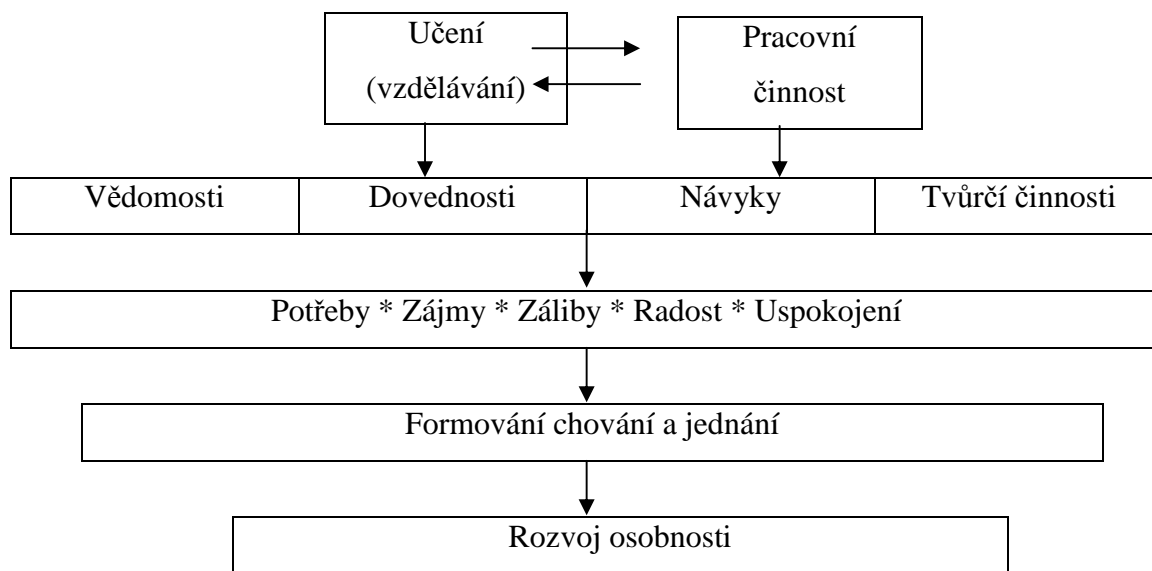 Učení
(vzdělávání)
Pracovní
činnost
Vědomosti
Dovednosti
Návyky
Tvůrčí činnosti
Potřeby * Zájmy * Záliby * Radost * Uspokojení
Formování chování a jednání
Rozvoj osobnosti